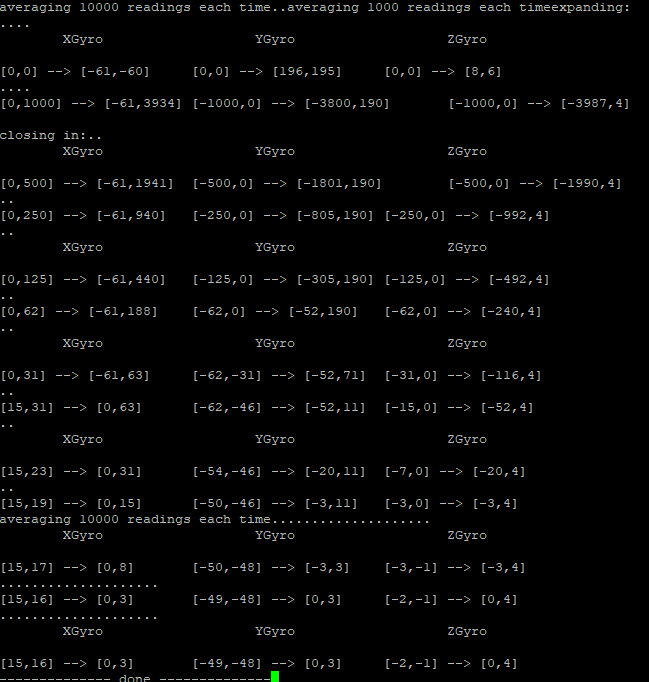 averaging 10000 readings each time..averaging 1000 readings each timeexpanding:
....
XGyro YGyro ZGyro
[0,0] --> [-61,-60] [0,0] --> [196,195] [0,0] --> [8,6]
....
[0,1000] --> [-61,3934] [-1000,0] --> [-3800,190] [-1000,0] --> [-3987,4]
closing in:..
XGyro YGyro ZGyro
[0,500] --> [-61,1941] [-500,0] --> [-1801,190] [-500,0] --> [-1990,4]
..
[0,250] --> [-61,940] [-250,0] --> [-805,190] [-250,0] --> [-992,4]
..
XGyro YGyro ZGyro
[0,125] --> [-61,440] [-125,0] --> [-305,190] [-125,0] --> [-492,4]
..
[0,62] --> [-61,188] [-62,0] --> [-52,190] [-62,0] --> [-240,4]
..
XGyro YGyro ZGyro
[0,31] --> [-61,63] [-62,-31] --> [-52,71] [-31,0] --> [-116,4]
..
[15,31] --> [0,63] [-62,-46] --> [-52,11] [-15,0] --> [-52,4]
..
XGyro YGyro ZGyro
[15,23] --> [0,31] [-54,-46] --> [-20,11] [-7,0] --> [-20,4]
..
[15,19] --> [0,15] [-50,-46] --> [-3,11] [-3,0] --> [-3,4]
averaging 10000 readings each time....................
XGyro YGyro ZGyro
[15,17] --> [0,8] [-50,-48] --> [-3,3] [-3,-1] --> [-3,4]
....................
[15,16] --> [0,3] [-49,-48] --> [0,3] [-2,-1] --> [0,4]
....................
XGyro YGyro ZGyro
[15,16] --> [0,3] [-49,-48] --> [0,3] [-2,-1] --> [0,4]
-------------- done --------------